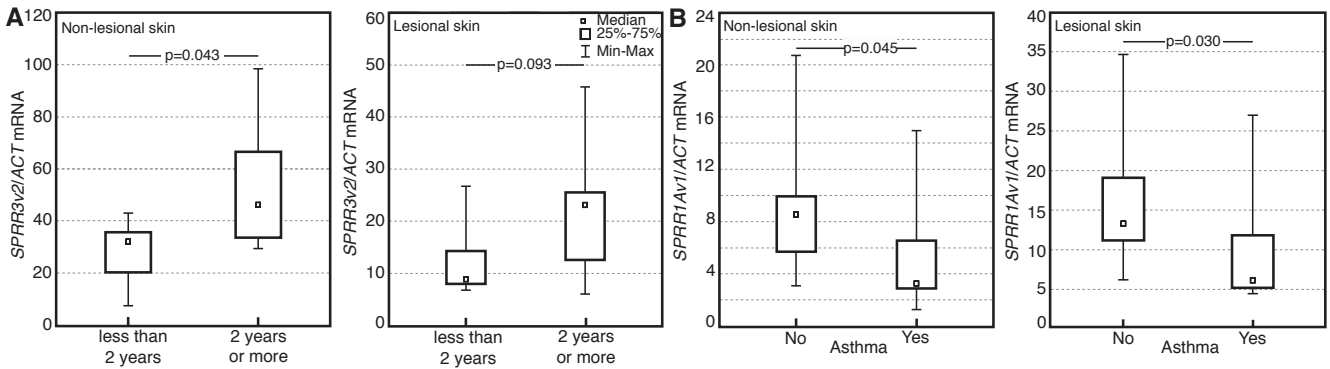 A
Non-lesional skin
p=0.043
SPRR3v2/ACT mRNA
120
100
80
60
40
20
0
less than
2 years
2 years
or more
Lesional skin
Median
25%-75%
Min-Max
p=0.093
SPRR3v2/ACT mRNA
60
50
40
30
20
10
0
less than
2 years
2 years
or more
B
Non-lesional skin
p=0.045
SPRR1Av1/ACT mRNA
24
20
16
12
8
4
0
No
Yes
Asthma
Lesional skin
p=0.030
SPRR1Av1/ACT mRNA
40
35
30
25
20
15
10
5
0
No
Yes
Asthma